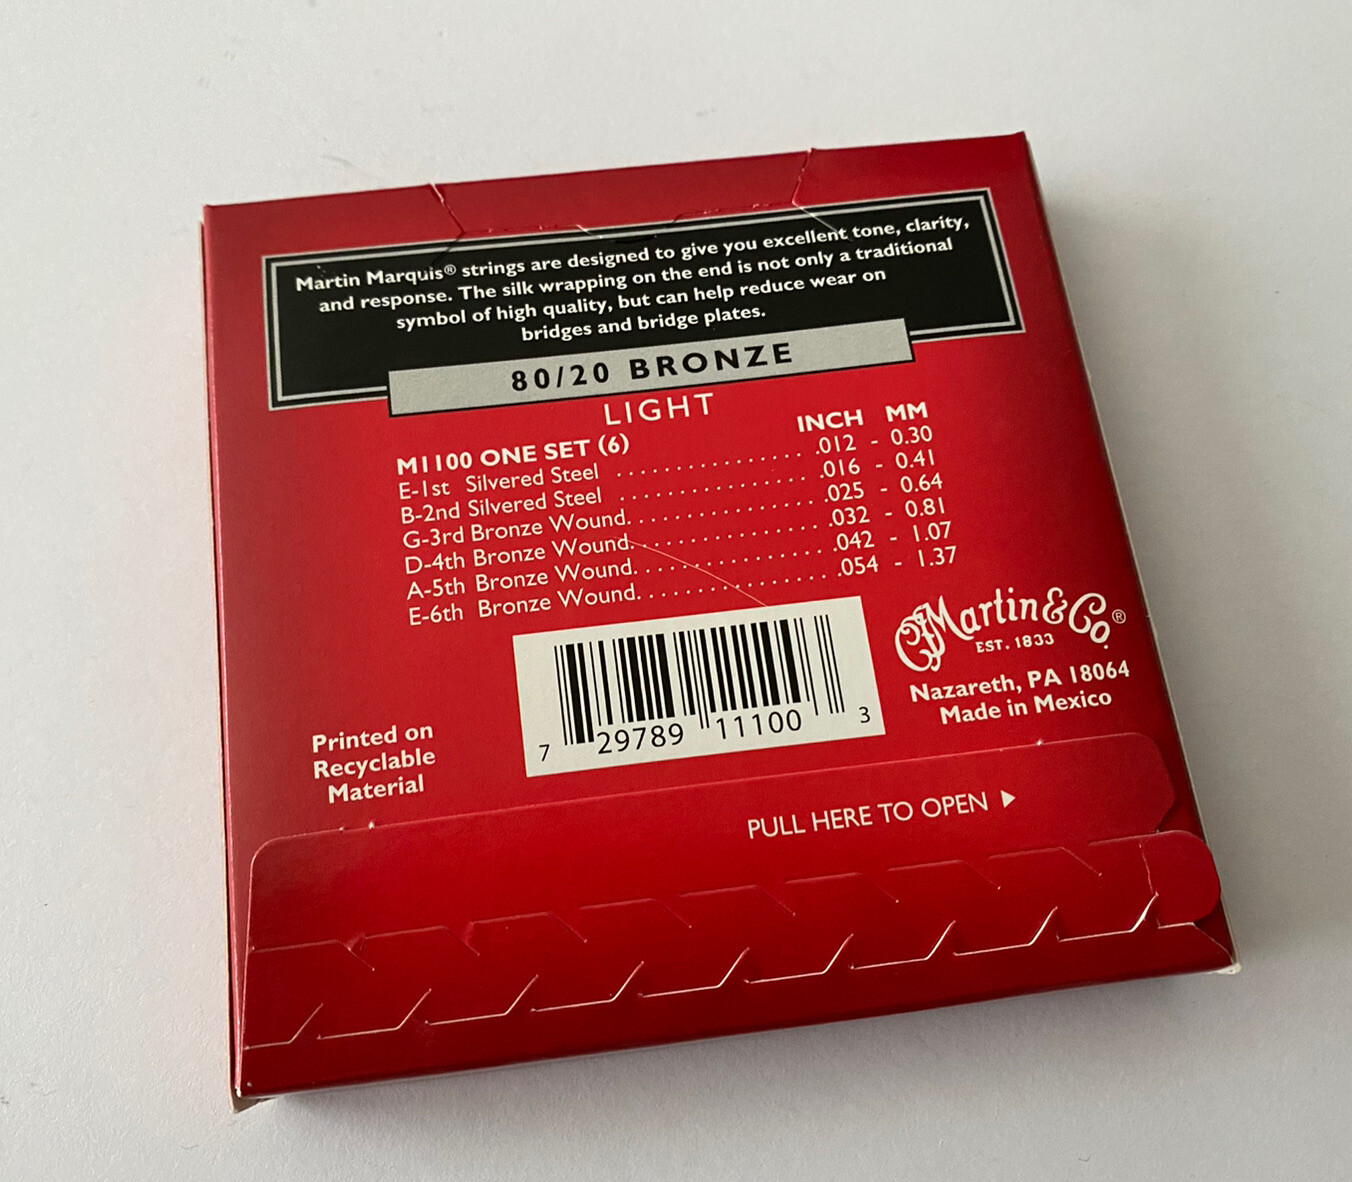 Martin Marquis® strings are designed to give you excellent tone, clarity,
and response. The silk wrapping on the end is not only a traditional
symbol of high quality, but can help reduce wear on
bridges and bridge plates.
80/20 BRONZE
LIGHT
M1100 ONE SET (6) INCH MM
E-1st Silvered Steel .................. .012 - 0.30
B-2nd Silvered Steel .................. .016 - 0.41
G-3rd Bronze Wound.................. .025 - 0.64
D-4th Bronze Wound.................. .032 - 0.81
A-5th Bronze Wound.................. .042 - 1.07
E-6th Bronze Wound.................. .054 - 1.37
CF Martin & Co.®
EST. 1833
Nazareth, PA 18064
Made in Mexico
7 29789 11100 3
Printed on
Recyclable
Material
PULL HERE TO OPEN ▶